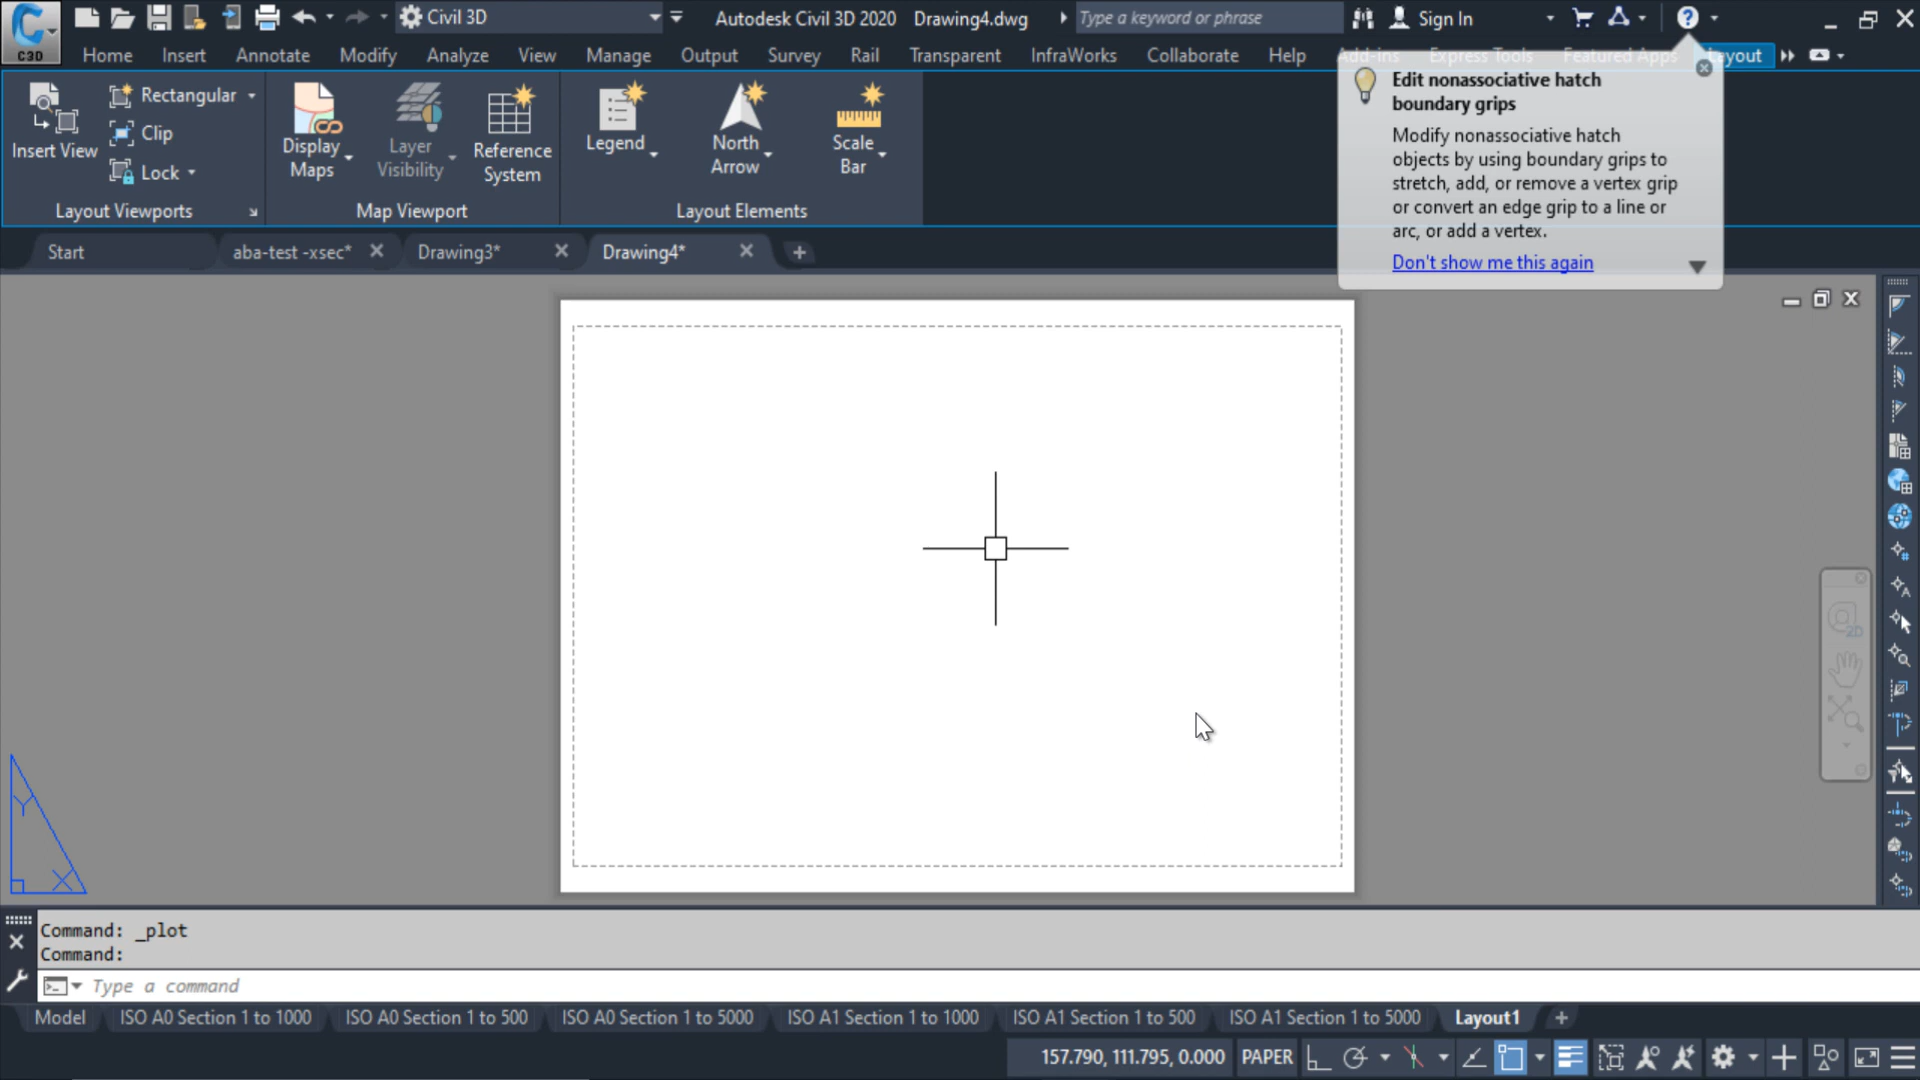 Civil 3D
Autodesk Civil 3D 2020 Drawing4.dwg
Type a keyword or phrase
Sign In
C3D
Home Insert Annotate Modify View Analyze View Manage Output Survey Rail Transparent InfraWorks Collaborate Help Add-ins Express Tools Featured Apps Layout
Insert View
Rectangular
Clip
Lock
Layout Viewports
Display Maps
Layer Visibility
Reference System
Map Viewport
Legend
North Arrow
Scale Bar
Layout Elements
Edit nonassociative hatch
boundary grips
Modify nonassociative hatch
objects by using boundary grips to
stretch, add, or remove a vertex grip
or convert an edge grip to a line or
arc, or add a vertex.
Don't show me this again
Start
aba-test -xsec*
Drawing3*
Drawing4*
2D
Y
X
Command: _plot
Command:
Type a command
Model ISO A0 Section 1 to 1000 ISO A0 Section 1 to 500 ISO A0 Section 1 to 5000 ISO A1 Section 1 to 1000 ISO A1 Section 1 to 500 ISO A1 Section 1 to 5000 Layout1
157.790, 111.795, 0.000 PAPER